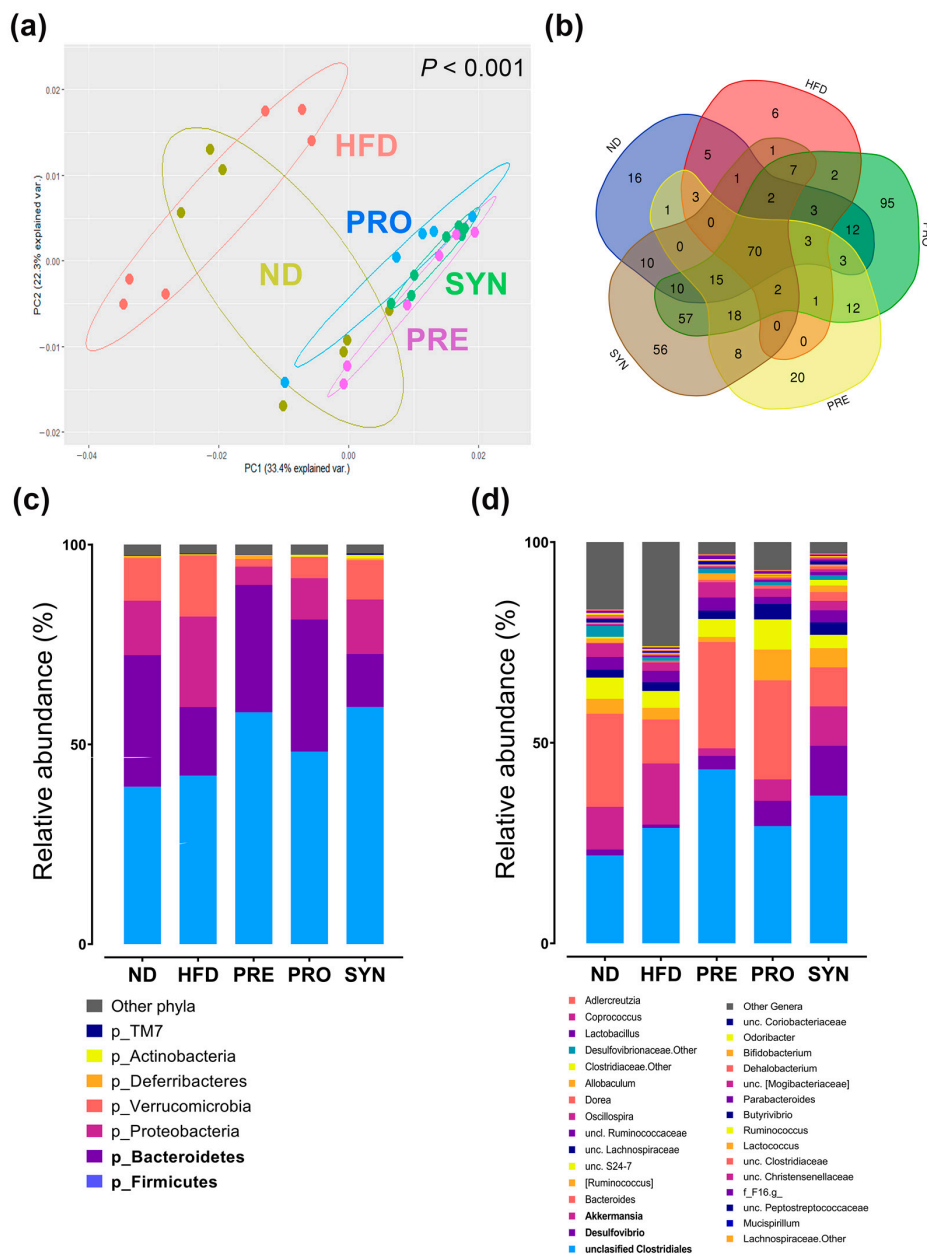 (a)
P < 0.001
HFD
PRO
ND
SYN
PRE
0.02
0.01
0.00
−0.01
−0.02
PC2 (22.3% explained var.)
−0.04
−0.02
0.00
0.02
PC1 (33.4% explained var.)
(b)
HFD
ND
PRO
SYN
PRE
6
5
1
7
2
16
1
95
3
2
3
12
1
0
0
70
3
3
10
15
10
2
1
12
57
18
0
0
56
8
20
(c)
Relative abundance (%)
100
50
0
ND HFD PRE PRO SYN
Other phyla
p_TM7
p_Actinobacteria
p_Deferribacteres
p_Verrucomicrobia
p_Proteobacteria
p_Bacteroidetes
p_Firmicutes
(d)
Relative abundance (%)
100
50
0
ND HFD PRE PRO SYN
Adlercreutzia
Coprococcus
Lactobacillus
Desulfovibrionaceae.Other
Clostridiaceae.Other
Allobaculum
Dorea
Oscillospira
uncl. Ruminococcaceae
unc. Lachnospiraceae
unc. S24-7
[Ruminococcus]
Bacteroides
Akkermansia
Desulfovibrio
unclassified Clostridiales
Other Genera
unc. Coriobacteriaceae
Odoribacter
Bifidobacterium
Dehalobacterium
unc. [Mogibacteriaceae]
Parabacteroides
Butyrivibrio
Ruminococcus
Lactococcus
unc. Clostridiaceae
unc. Christensenellaceae
f_F16.g_
unc. Peptostreptococcaceae
Mucispirillum
Lachnospiraceae.Other